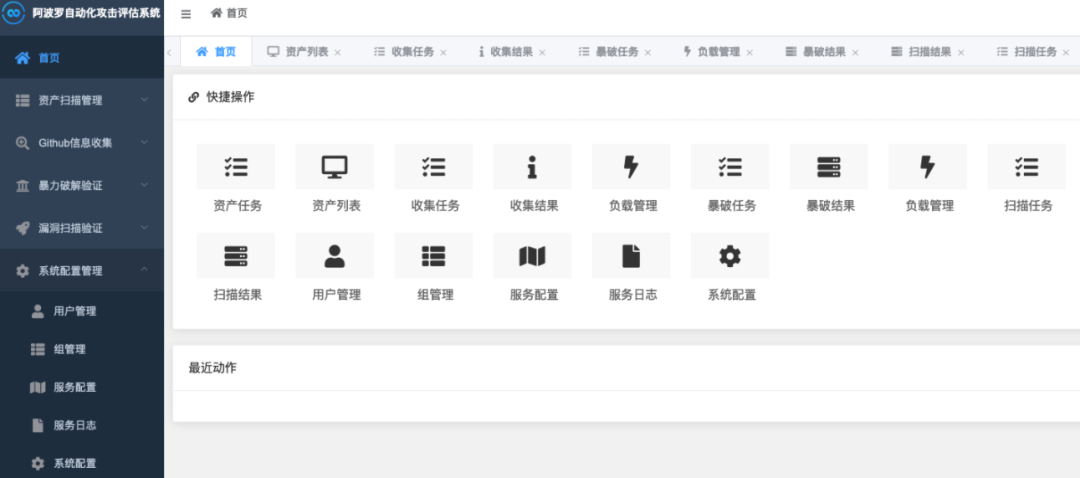 阿波罗自动化攻击评估系统
首页
首页 资产列表 收集任务 收集结果 暴破任务 负载管理 暴破结果 扫描结果 扫描任务
首页
资产扫描管理
Github信息收集
暴力破解验证
漏洞扫描验证
系统配置管理
用户管理
组管理
服务配置
服务日志
系统配置
快捷操作
资产任务 资产列表 收集任务 收集结果 负载管理 暴破任务 暴破结果 负载管理 扫描任务
扫描结果 用户管理 组管理 服务配置 服务日志 系统配置
最近动作